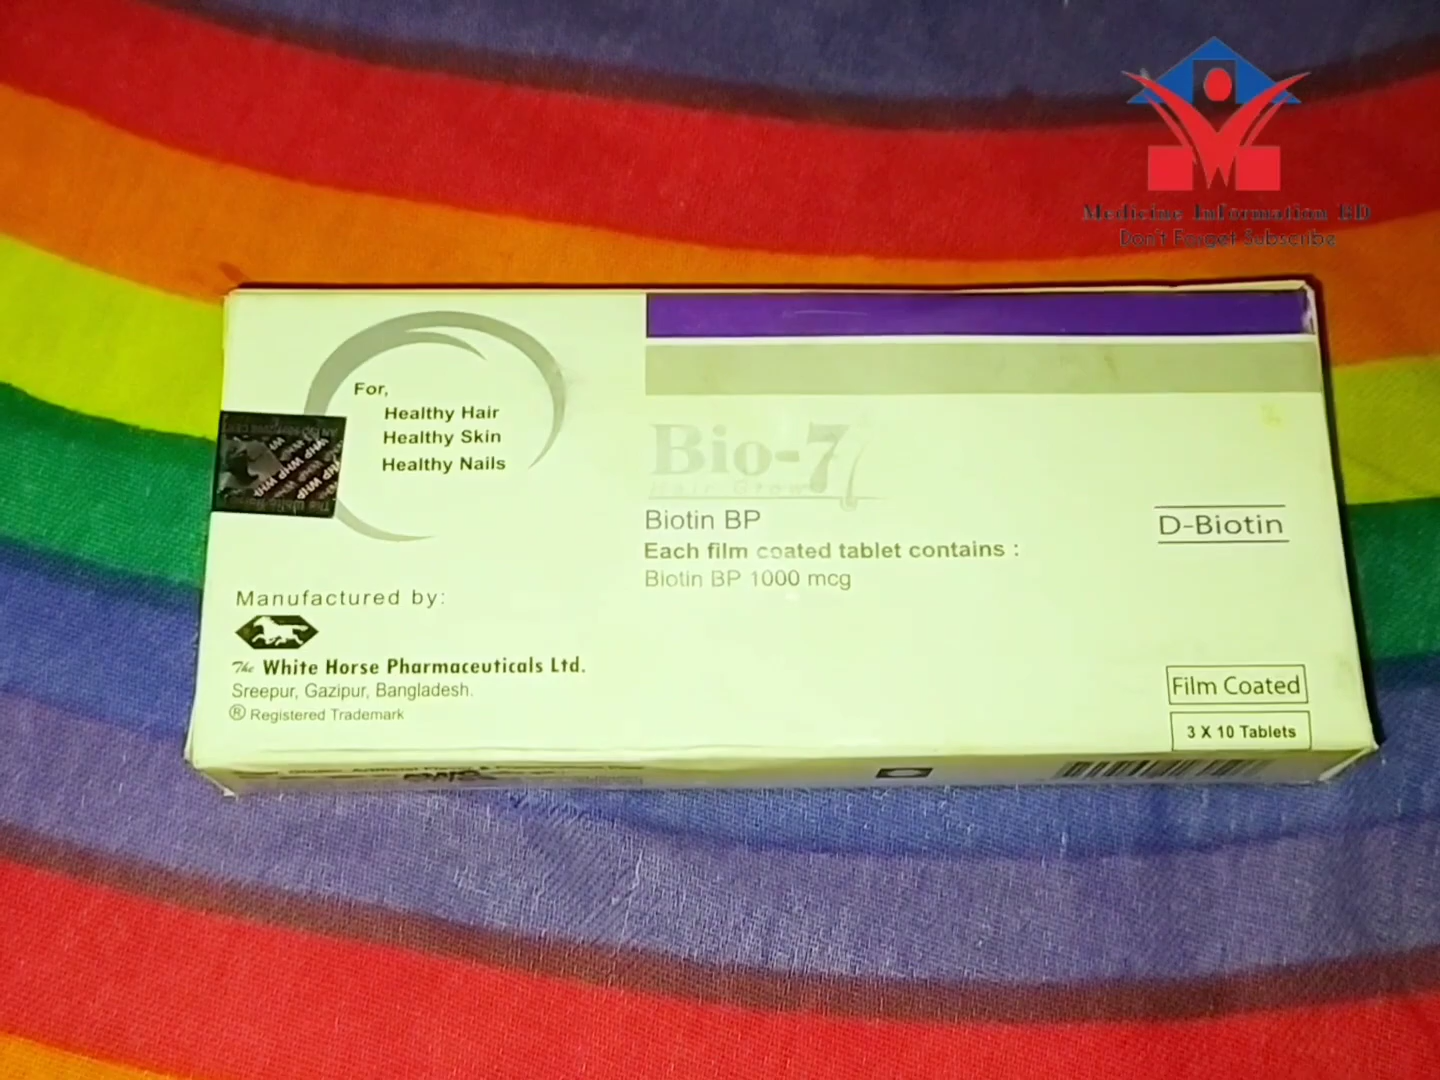 Medicine Information BD
Don't Forget Subscribe
For,
Healthy Hair
Healthy Skin
Healthy Nails
Bio-7
Hair Grow
Biotin BP
Each film coated tablet contains :
Biotin BP 1000 mcg
D-Biotin
Manufactured by:
The White Horse Pharmaceuticals Ltd.
Sreepur, Gazipur, Bangladesh.
® Registered Trademark
Film Coated
3 X 10 Tablets